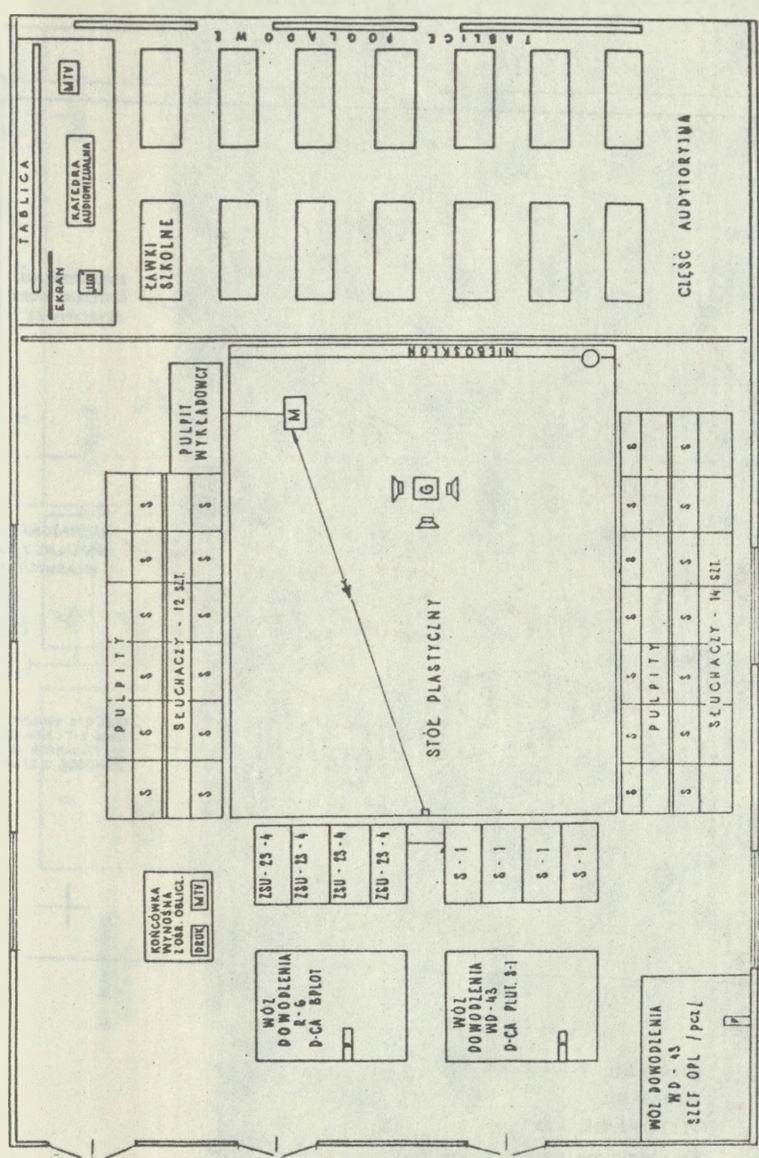 TABLICA
MTV
KATEDRA
AUDIOWIZUALNA
EKRAN
TABLICE POGLĄDOWE
ŁAWKI
SZKOLNE
CZĘŚĆ AUDYTORYJNA
NIEBOSKŁON
PULPIT
WYKŁADOWCY
M
G
STÓŁ PLASTYCZNY
PULPITY
S S S S S S
SŁUCHACZY - 12 SZT.
S S S S S S
S S S S S S S
PULPITY
S S S S S S S
SŁUCHACZY - 14 SZT.
KOŃCÓWKA
WYNOŚNA
Z OŚR. OBLICZ.
DRUK MTV
ZSU-23-4
ZSU-23-4
ZSU-23-4
ZSU-23-4
S-1
S-1
S-1
S-1
WÓZ
DOWODZENIA
R-6
D-CA BPLOT
WÓZ
DOWODZENIA
WD-43
D-CA PLUT. S-1
WÓZ DOWODZENIA
WD-43
SZEF OPL /pcz/
P